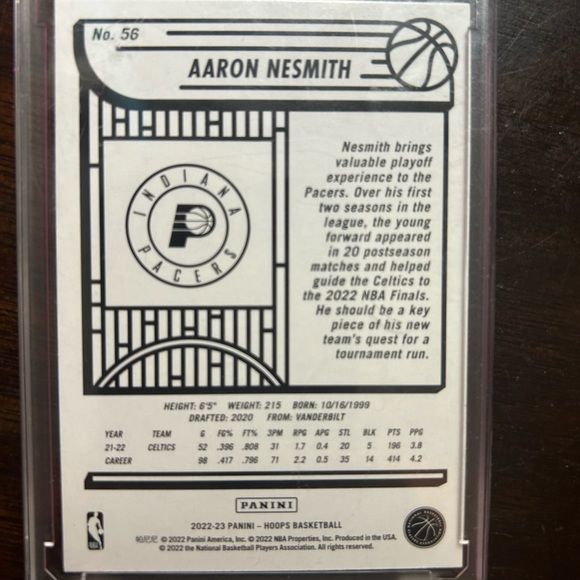 No. 56
AARON NESMITH
INDIANA
PACERS
Nesmith brings
valuable playoff
experience to the
Pacers. Over his first
two seasons in the
league, the young
forward appeared
in 20 postseason
matches and helped
guide the Celtics to
the 2022 NBA Finals.
He should be a key
piece of his new
team's quest for a
tournament run.
HEIGHT: 6'5" WEIGHT: 215 BORN: 10/16/1999
DRAFTED: 2020 FROM: VANDERBILT
YEAR TEAM G FG% FT% 3PM RPG APG STL BLK PTS PPG
21-22 CELTICS 52 .396 .808 31 1.7 0.4 20 5 196 3.8
CAREER 98 .417 .796 71 2.2 0.5 35 14 414 4.2
PANINI
2022-23 PANINI – HOOPS BASKETBALL
帕尼尼 © 2022 Panini America, Inc. © 2022 NBA Properties, Inc. Produced in the USA.
© 2022 the National Basketball Players Association. All rights reserved.